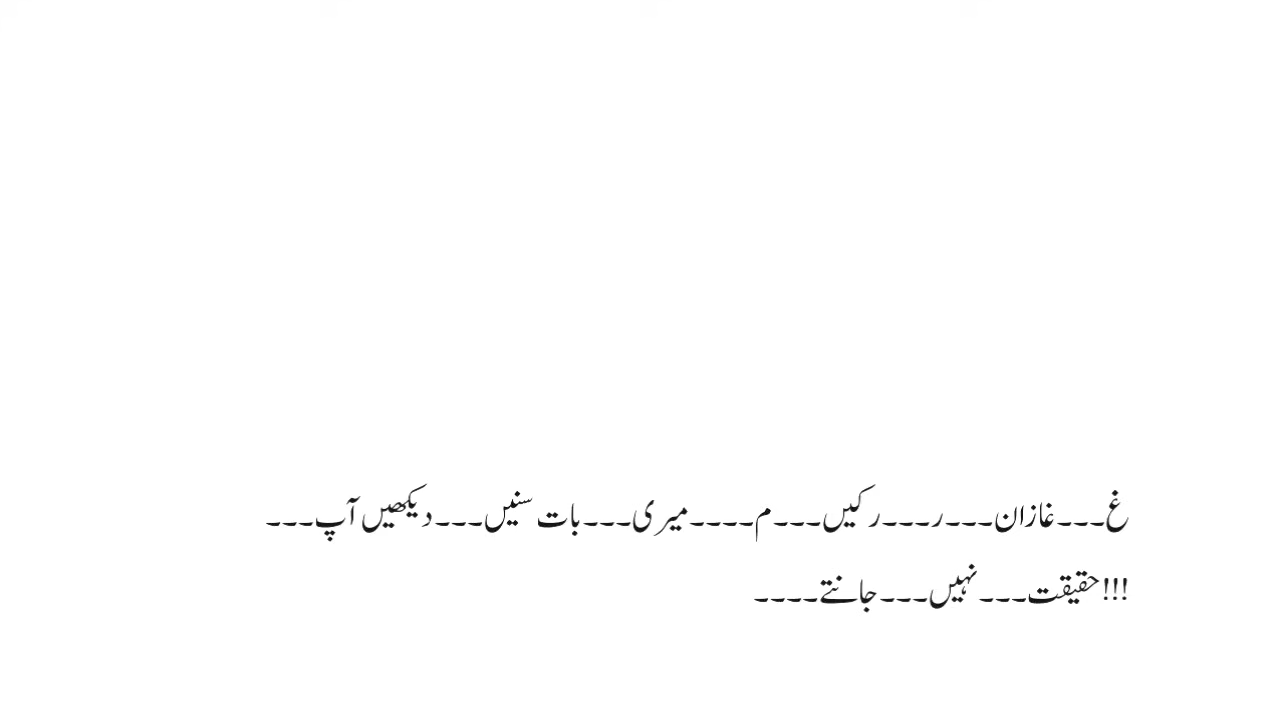 غ۔۔۔غازان۔۔۔ر۔۔۔رکیں۔۔۔م۔۔۔۔میری۔۔۔بات سنیں۔۔۔دیکھیں آپ۔۔۔
!!!حقیقت۔۔۔نہیں۔۔۔جانتے۔۔۔۔